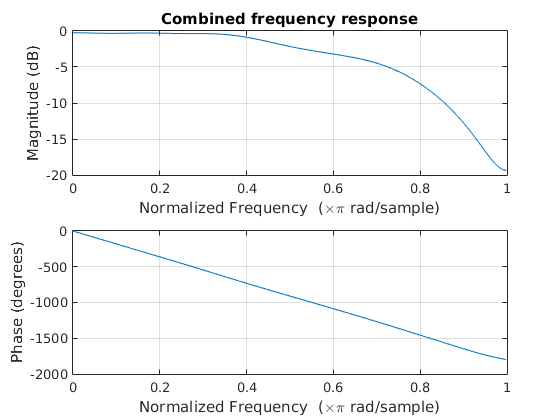 Combined frequency response
Magnitude (dB)
0
-5
-10
-15
-20
0 0.2 0.4 0.6 0.8 1
Normalized Frequency (×π rad/sample)
Phase (degrees)
0
-500
-1000
-1500
-2000
0 0.2 0.4 0.6 0.8 1
Normalized Frequency (×π rad/sample)